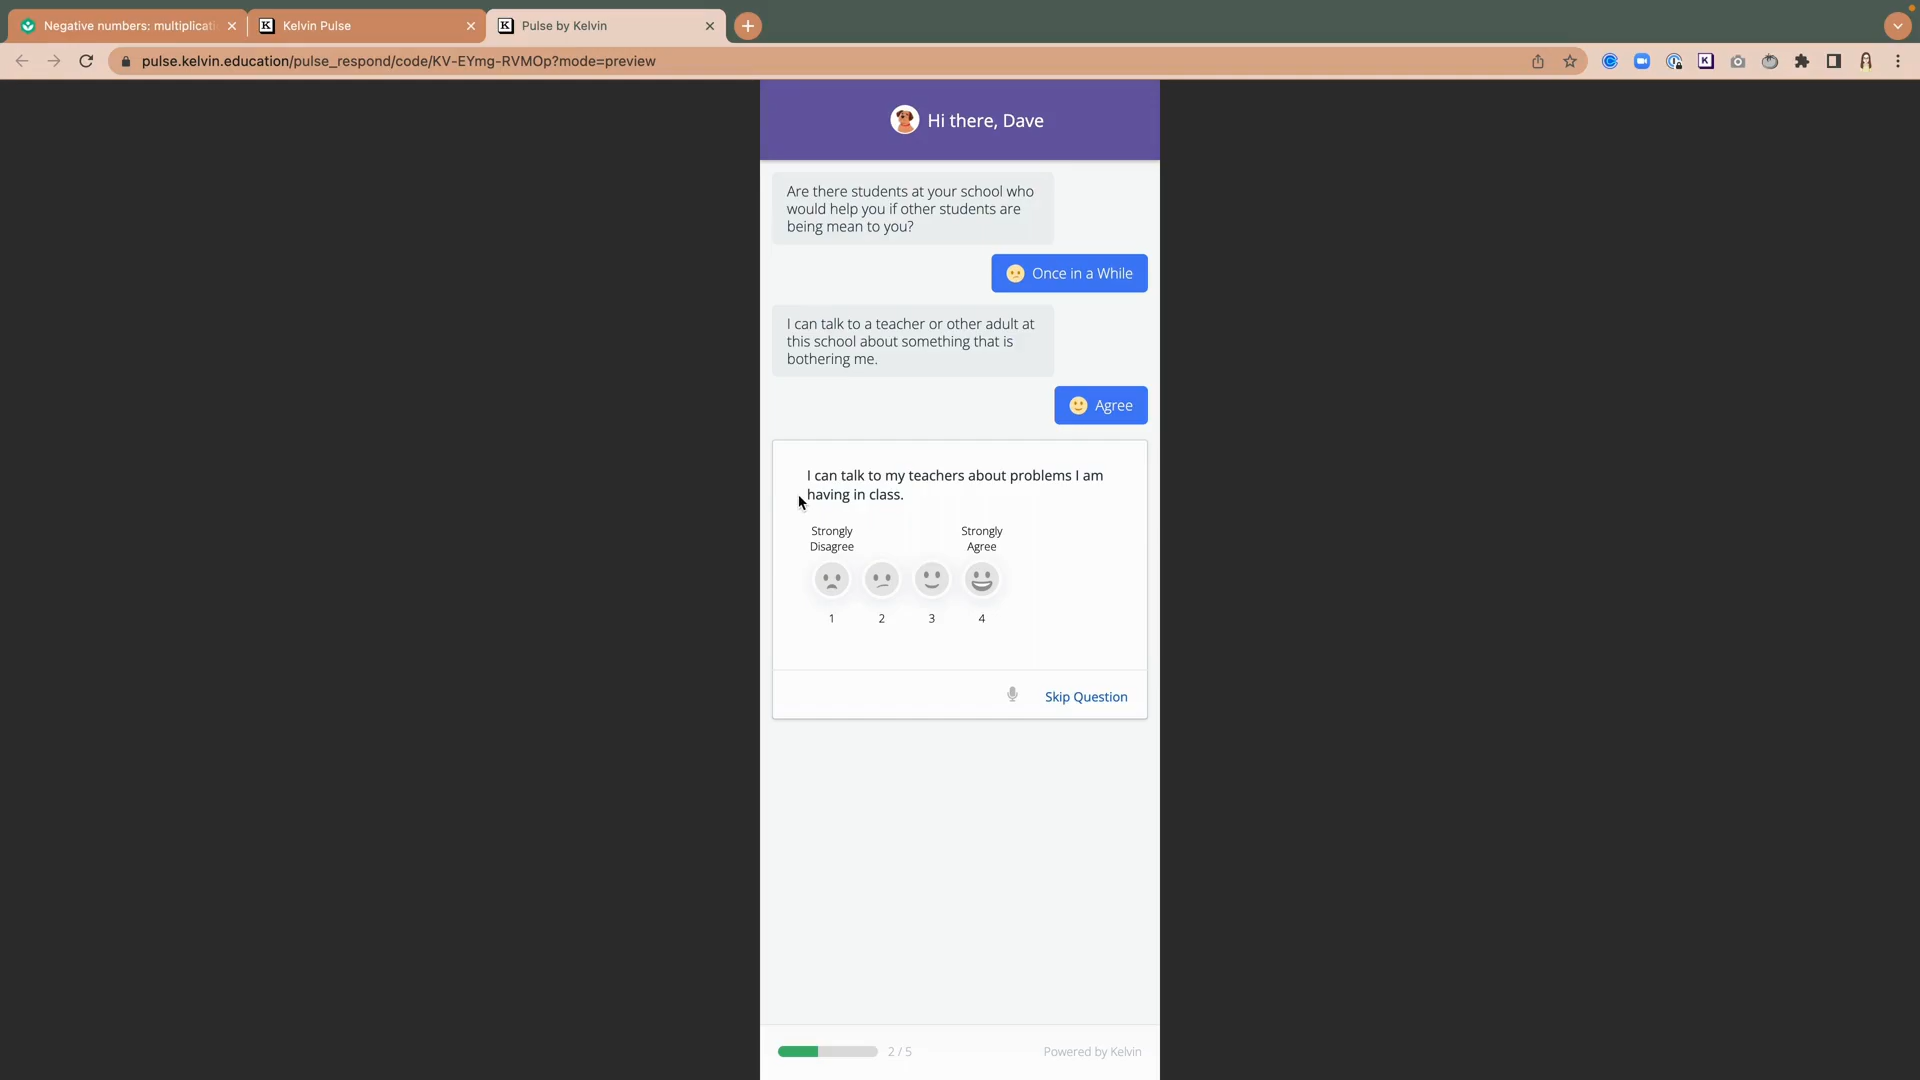 Negative numbers: multiplicati
Kelvin Pulse
Pulse by Kelvin
pulse.kelvin.education/pulse_respond/code/KV-EYmg-RVMOp?mode=preview
Hi there, Dave
Are there students at your school who
would help you if other students are
being mean to you?
Once in a While
I can talk to a teacher or other adult at
this school about something that is
bothering me.
Agree
I can talk to my teachers about problems I am
having in class.
Strongly Disagree
Strongly Agree
1 2 3 4
Skip Question
2 / 5
Powered by Kelvin